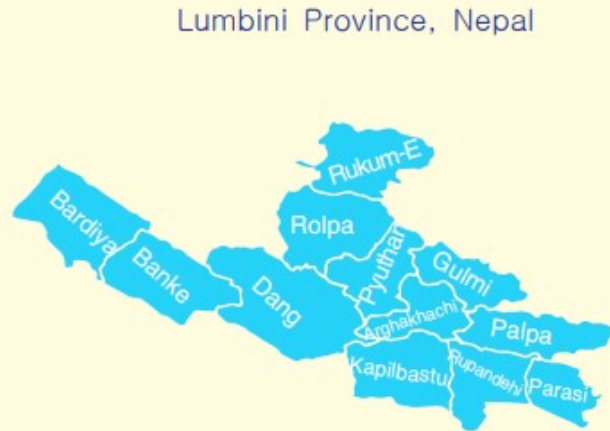 Lumbini Province, Nepal
Rukum-E
Rolpa
Bardiya
Banke
Dang
Pyuthan
Gulmi
Arghakhachi
Palpa
Kapilbastu
Rupandehi
Parasi